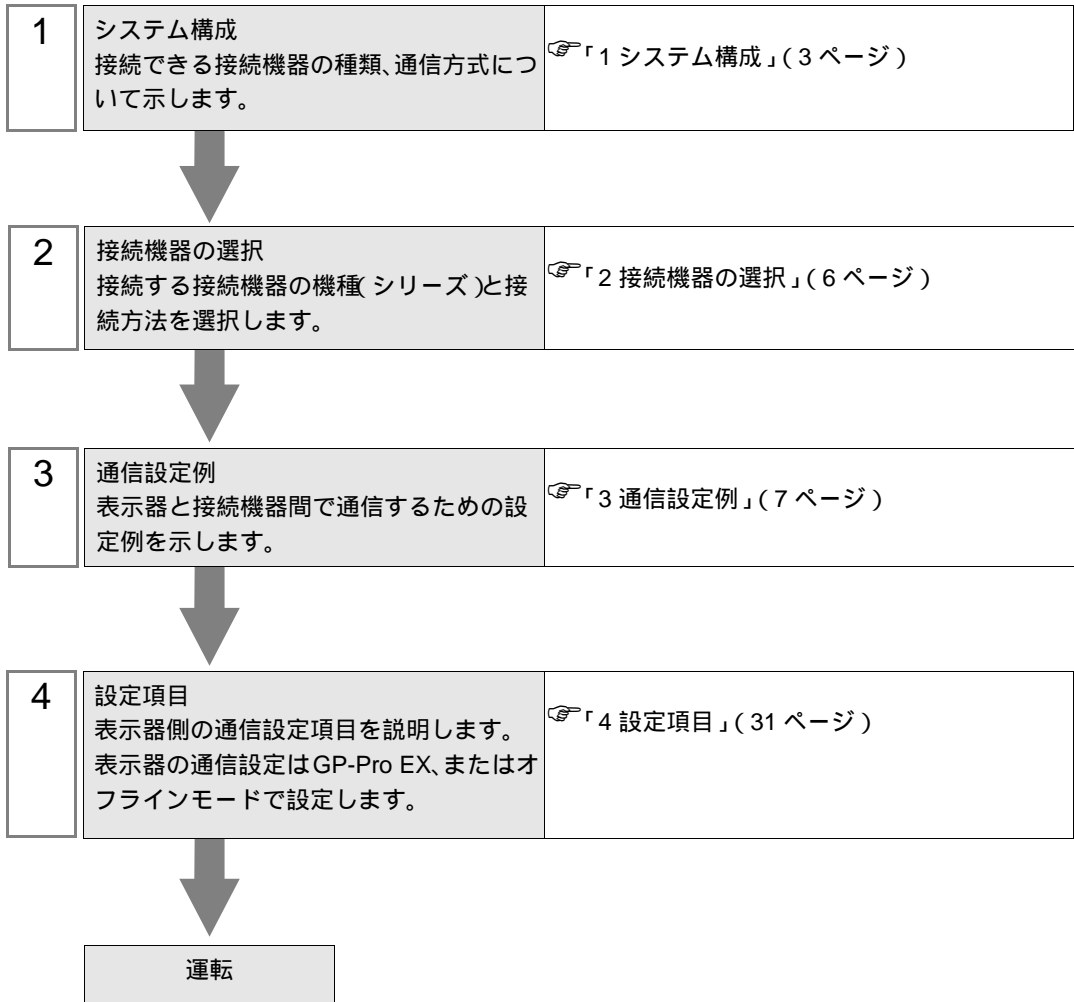 1
システム構成
接続できる接続機器の種類、通信方式につ
いて示します。
☞「1 システム構成」(3 ページ)
2
接続機器の選択
接続する接続機器の機種(シリーズ)と接
続方法を選択します。
☞「2 接続機器の選択」(6 ページ)
3
通信設定例
表示器と接続機器間で通信するための設
定例を示します。
☞「3 通信設定例」(7 ページ)
4
設定項目
表示器側の通信設定項目を説明します。
表示器の通信設定はGP-Pro EX、またはオ
フラインモードで設定します。
☞「4 設定項目」(31 ページ)
運転